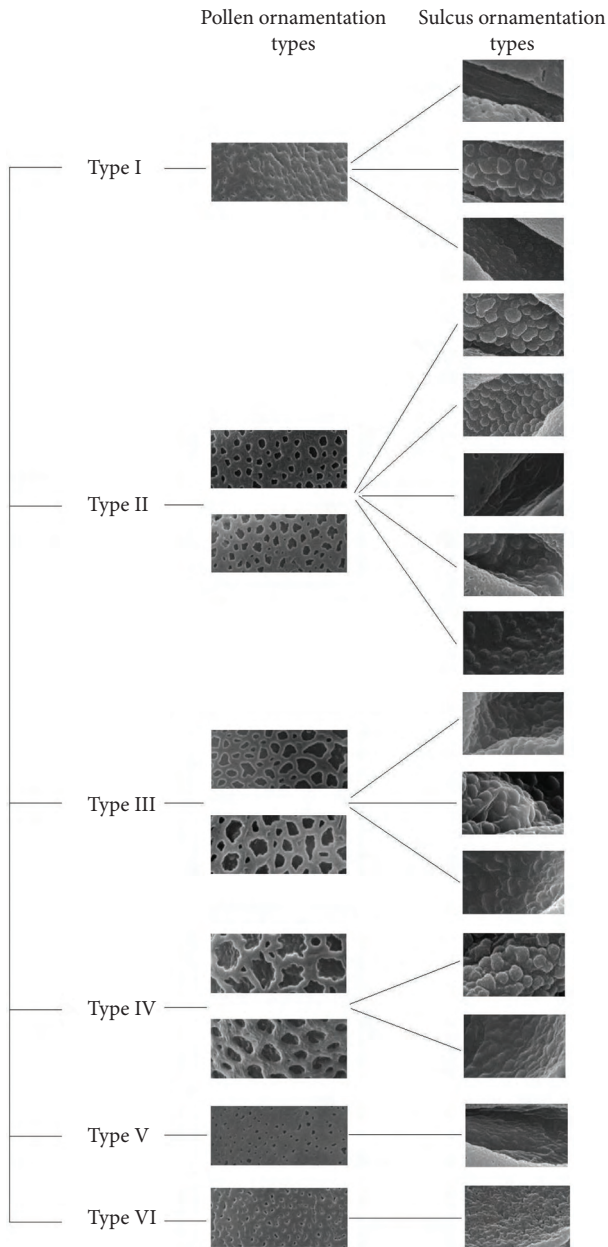 Pollen ornamentation
types
Sulcus ornamentation
types
Type I
Type II
Type III
Type IV
Type V
Type VI